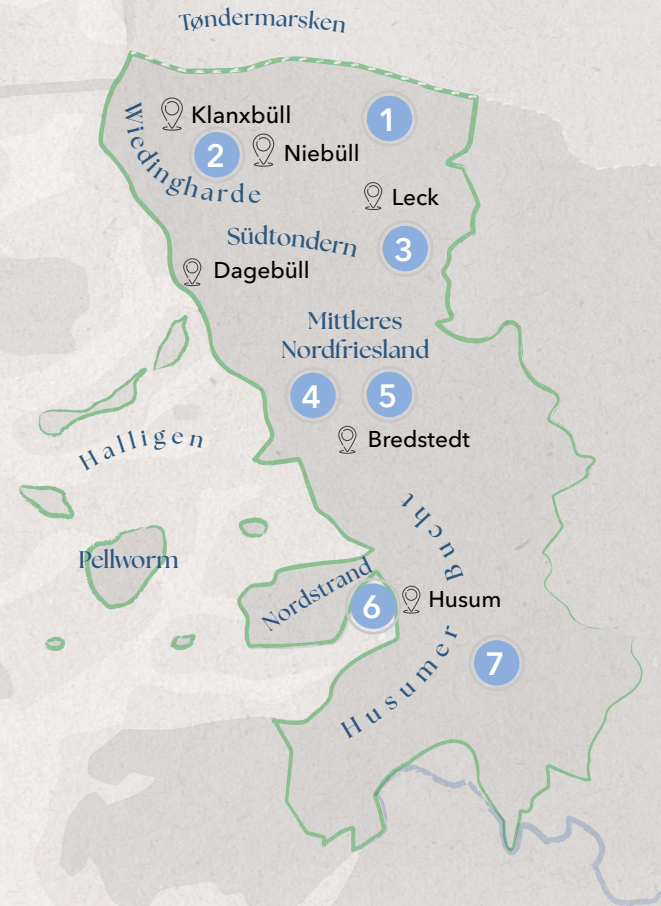 Tøndermarsken
Klanxbüll
1
2
Niebüll
Wiedingharde
Leck
Südtondern
3
Dagebüll
Mittleres
Nordfriesland
4
5
Bredstedt
Halligen
Pellworm
Nordstrand
6
Husum
Husumer Bucht
7